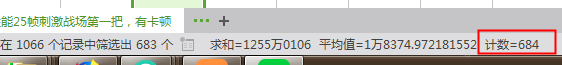 能25帧刺激战场第一把，有卡顿
在 1066 个记录中筛选出 683 个 求和=1255万0106 平均值=1万8374.972181552 计数=684